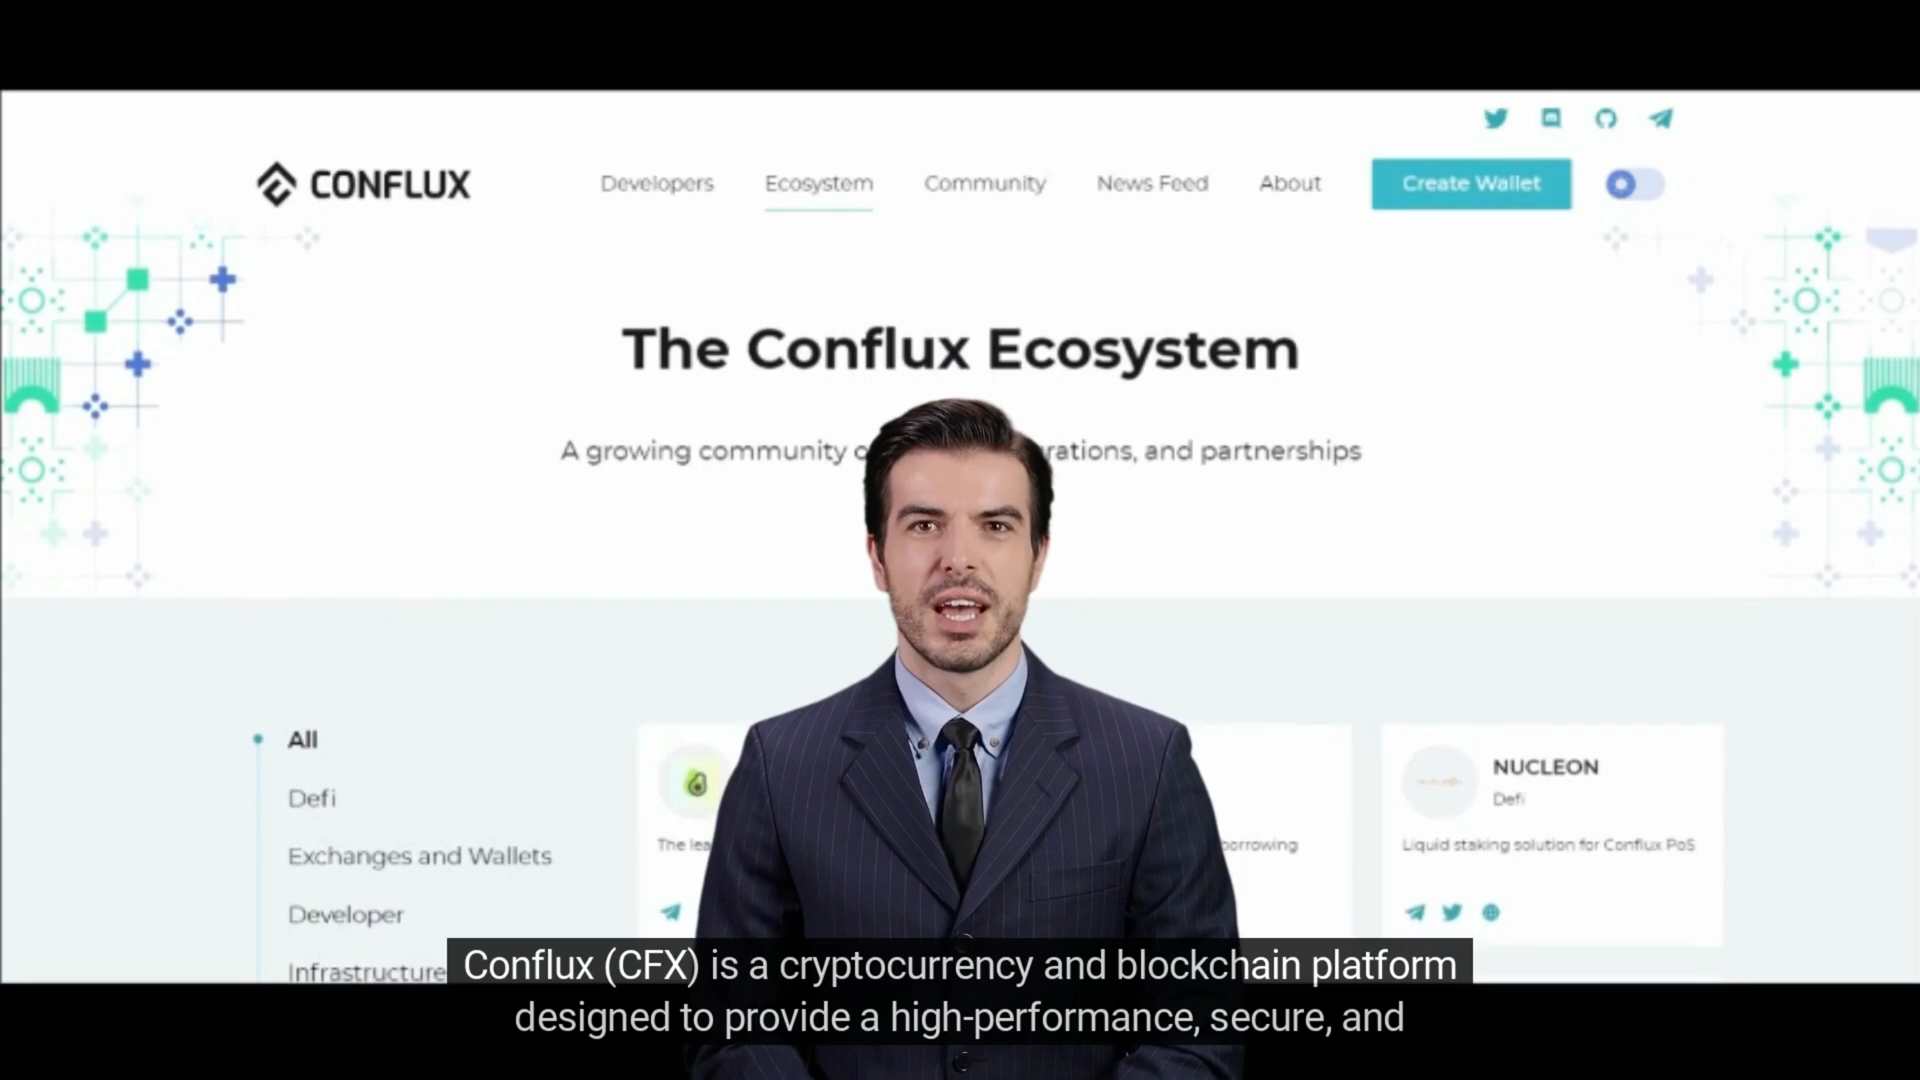 CONFLUX
Developers
Ecosystem
Community
News Feed
About
Create Wallet
The Conflux Ecosystem
A growing community rations, and partnerships
All
Defi
Exchanges and Wallets
Developer
Infrastructure
The
borrowing
NUCLEON
Defi
Liquid staking solution for Conflux PoS
Conflux (CFX) is a cryptocurrency and blockchain platform
designed to provide a high-performance, secure, and